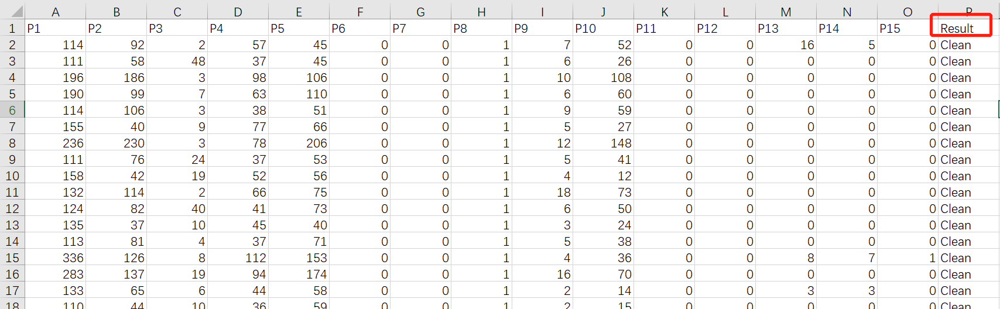 A B C D E F G H I J K L M N O P
1 P1 P2 P3 P4 P5 P6 P7 P8 P9 P10 P11 P12 P13 P14 P15 Result
2 114 92 2 57 45 0 0 1 7 52 0 0 16 5 0 Clean
3 111 58 48 37 45 0 0 1 6 26 0 0 0 0 0 Clean
4 196 186 3 98 106 0 0 1 10 108 0 0 0 0 0 Clean
5 190 99 7 63 110 0 0 1 6 60 0 0 0 0 0 Clean
6 114 106 3 38 51 0 0 1 9 59 0 0 0 0 0 Clean
7 155 40 9 77 66 0 0 1 5 27 0 0 0 0 0 Clean
8 236 230 3 78 206 0 0 1 12 148 0 0 0 0 0 Clean
9 111 76 24 37 53 0 0 1 5 41 0 0 0 0 0 Clean
10 158 42 19 52 56 0 0 1 4 12 0 0 0 0 0 Clean
11 132 114 2 66 75 0 0 1 18 73 0 0 0 0 0 Clean
12 124 82 40 41 73 0 0 1 6 50 0 0 0 0 0 Clean
13 135 37 10 45 40 0 0 1 3 24 0 0 0 0 0 Clean
14 113 81 4 37 71 0 0 1 5 38 0 0 0 0 0 Clean
15 336 126 8 112 153 0 0 1 4 36 0 0 8 7 1 Clean
16 283 137 19 94 174 0 0 1 16 70 0 0 0 0 0 Clean
17 133 65 6 44 58 0 0 1 2 14 0 0 3 3 0 Clean
18 110 44 10 36 59 0 0 1 2 15 0 0 0 0 0 Clean